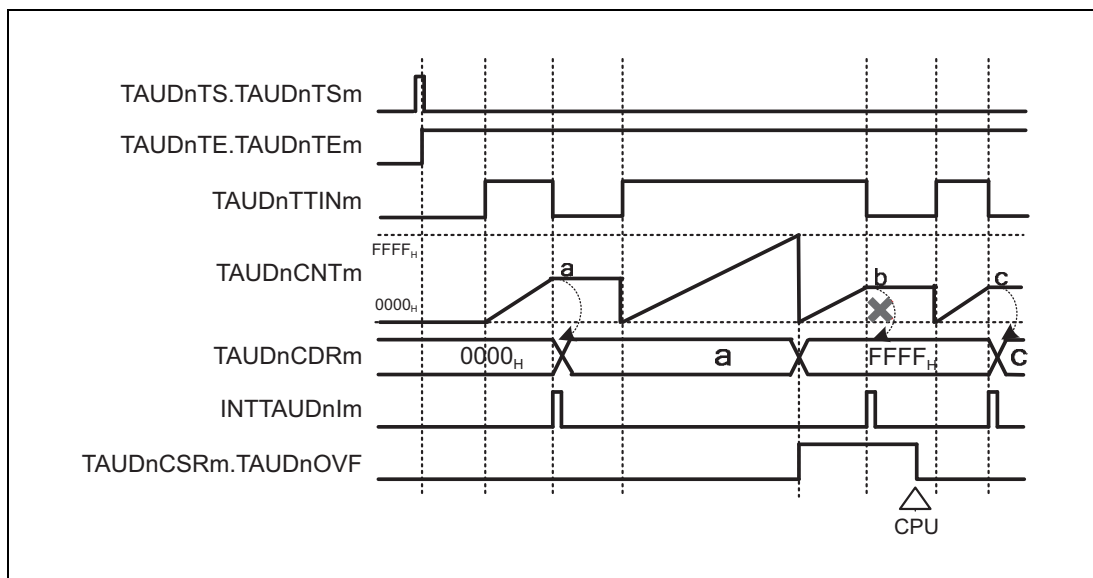 TAUDnTS.TAUDnTSm
TAUDnTE.TAUDnTEm
TAUDnTTINm
FFFFH
TAUDnCNTm
a
b
c
0000H
TAUDnCDRm
0000H
a
FFFFH
c
INTTAUDnIm
TAUDnCSRm.TAUDnOVF
CPU